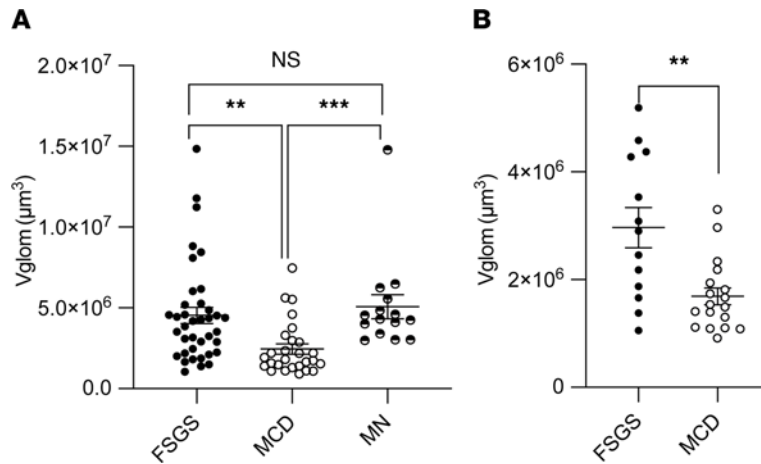 A
NS
2.0×10⁷
**
***
1.5×10⁷
Vglom (µm³)
1.0×10⁷
5.0×10⁶
0.0
FSGS
MCD
MN
B
6×10⁶
**
4×10⁶
Vglom (µm³)
2×10⁶
0
FSGS
MCD